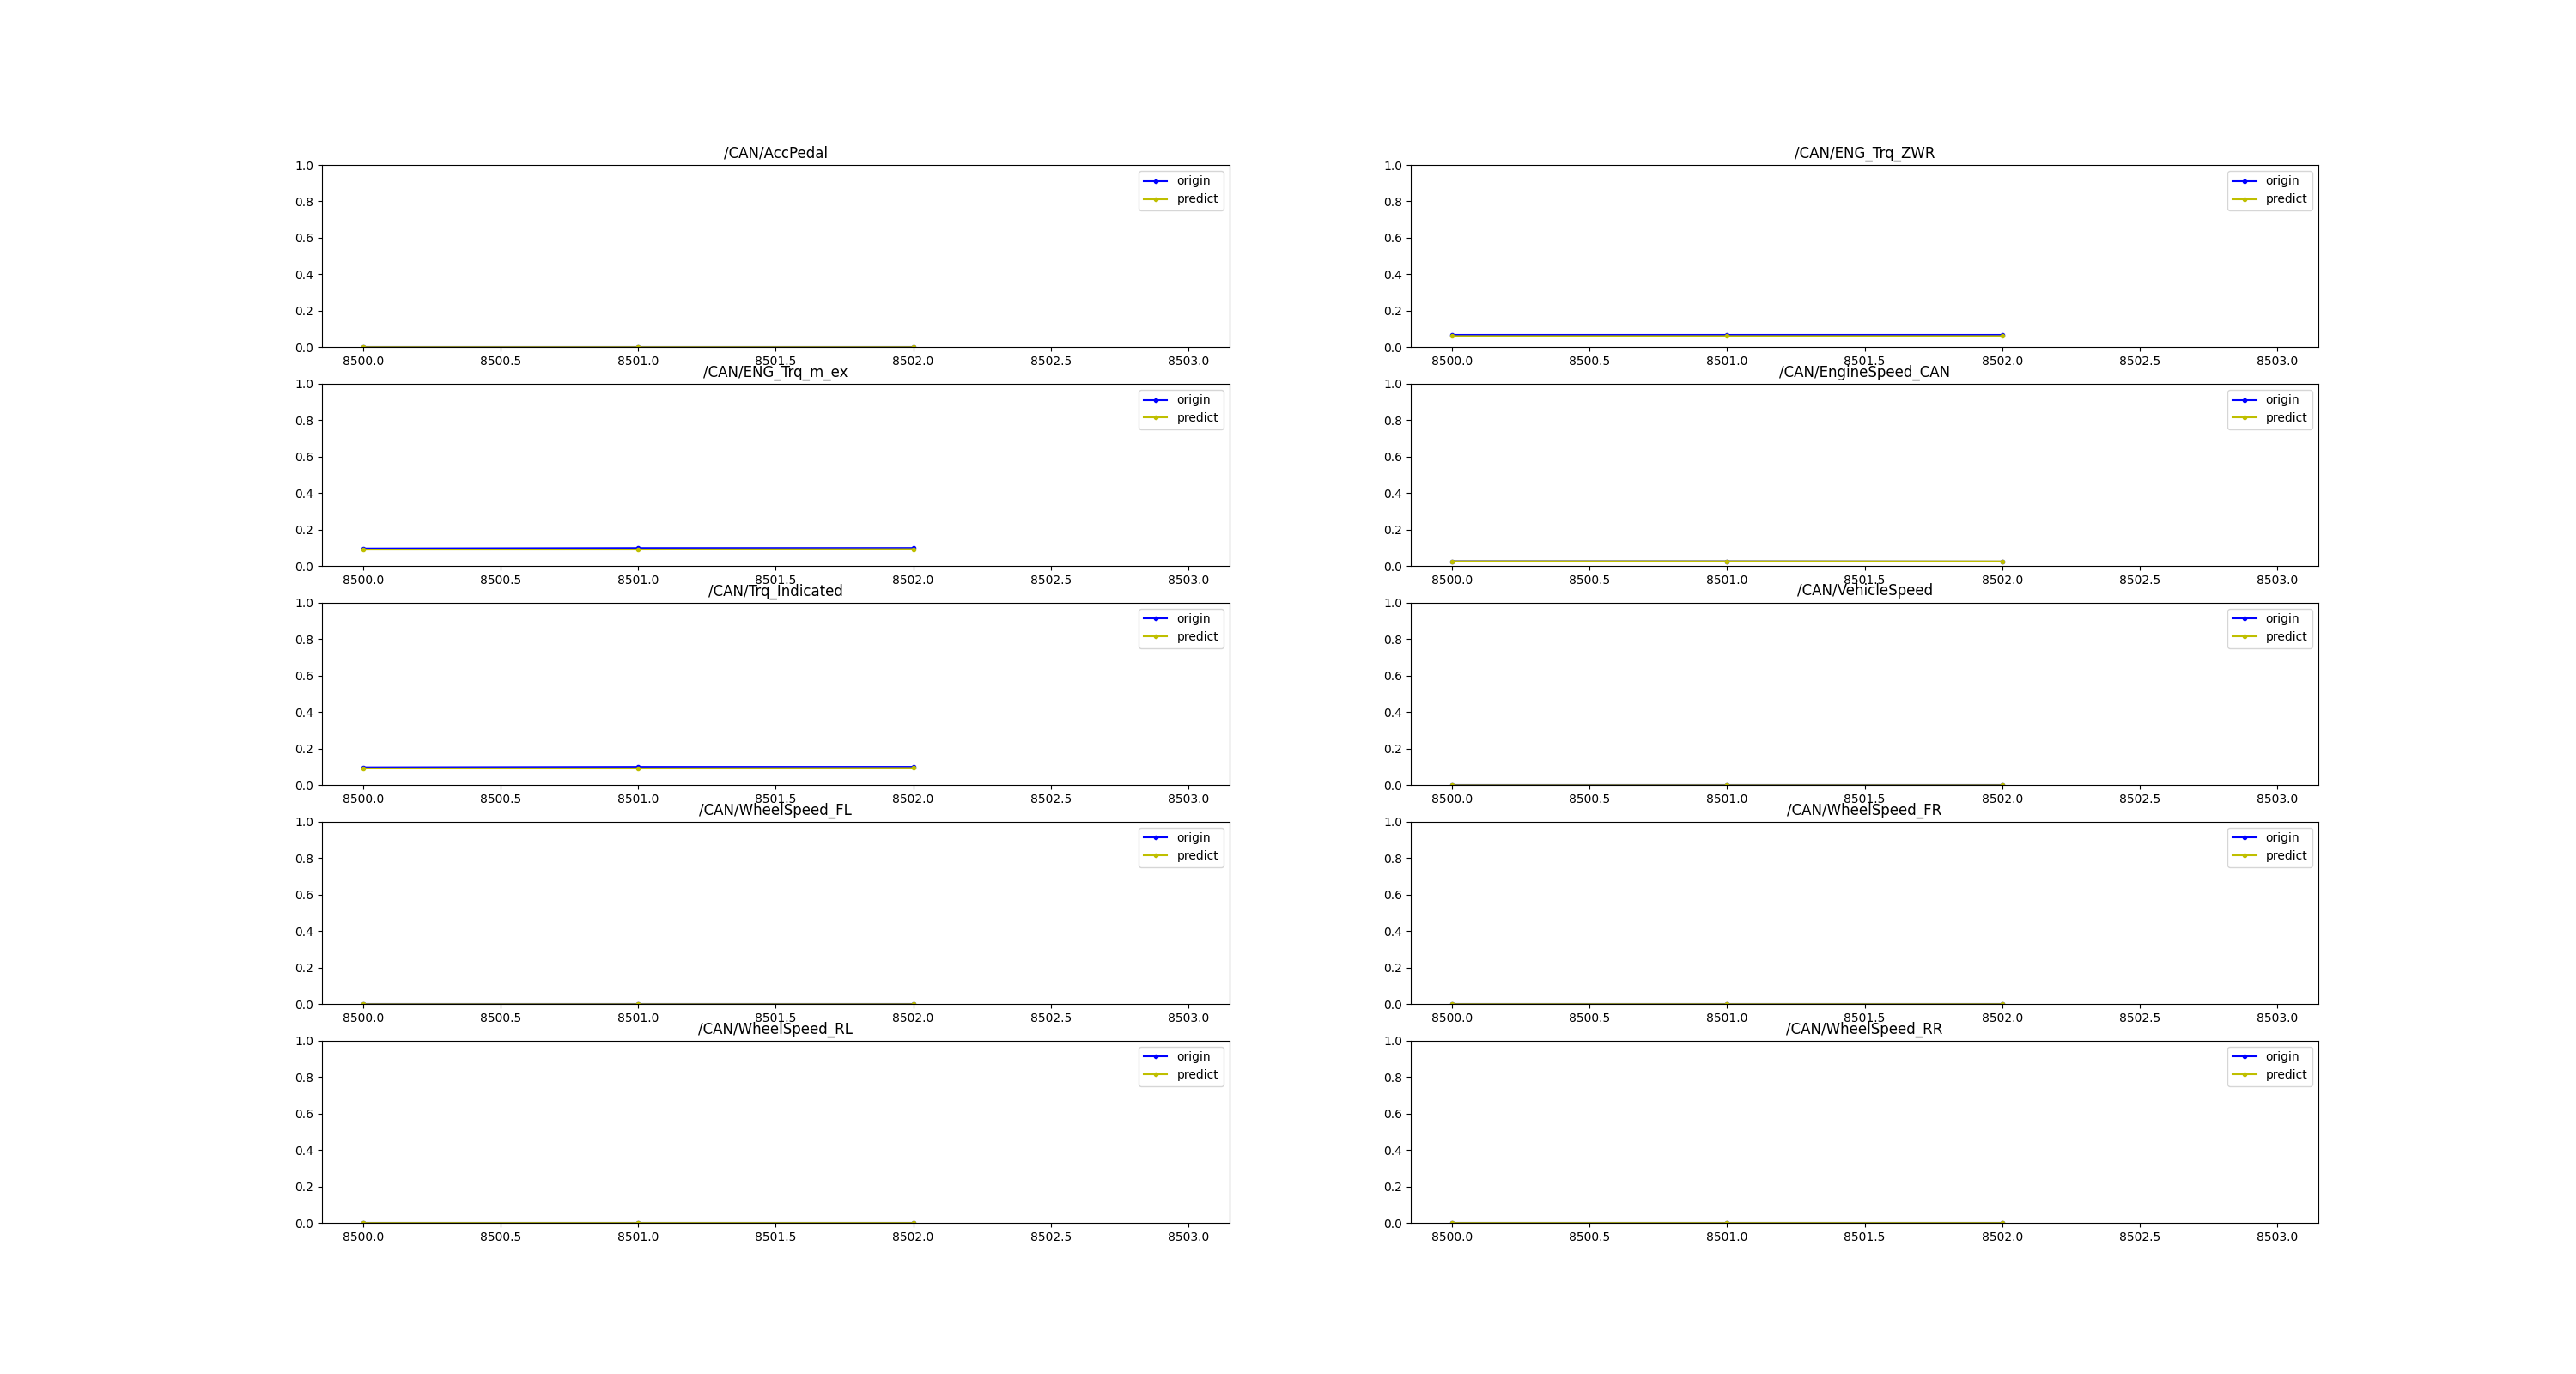 /CAN/AccPedal
1.0
0.8
0.6
0.4
0.2
0.0
8500.0 8500.5 8501.0 8501.5 8502.0 8502.5 8503.0
origin
predict
/CAN/ENG_Trq_ZWR
1.0
0.8
0.6
0.4
0.2
0.0
8500.0 8500.5 8501.0 8501.5 8502.0 8502.5 8503.0
origin
predict
/CAN/ENG_Trq_m_ex
1.0
0.8
0.6
0.4
0.2
0.0
8500.0 8500.5 8501.0 8501.5 8502.0 8502.5 8503.0
origin
predict
/CAN/EngineSpeed_CAN
1.0
0.8
0.6
0.4
0.2
0.0
8500.0 8500.5 8501.0 8501.5 8502.0 8502.5 8503.0
origin
predict
/CAN/Trq_Indicated
1.0
0.8
0.6
0.4
0.2
0.0
8500.0 8500.5 8501.0 8501.5 8502.0 8502.5 8503.0
origin
predict
/CAN/VehicleSpeed
1.0
0.8
0.6
0.4
0.2
0.0
8500.0 8500.5 8501.0 8501.5 8502.0 8502.5 8503.0
origin
predict
/CAN/WheelSpeed_FL
1.0
0.8
0.6
0.4
0.2
0.0
8500.0 8500.5 8501.0 8501.5 8502.0 8502.5 8503.0
origin
predict
/CAN/WheelSpeed_FR
1.0
0.8
0.6
0.4
0.2
0.0
8500.0 8500.5 8501.0 8501.5 8502.0 8502.5 8503.0
origin
predict
/CAN/WheelSpeed_RL
1.0
0.8
0.6
0.4
0.2
0.0
8500.0 8500.5 8501.0 8501.5 8502.0 8502.5 8503.0
origin
predict
/CAN/WheelSpeed_RR
1.0
0.8
0.6
0.4
0.2
0.0
8500.0 8500.5 8501.0 8501.5 8502.0 8502.5 8503.0
origin
predict